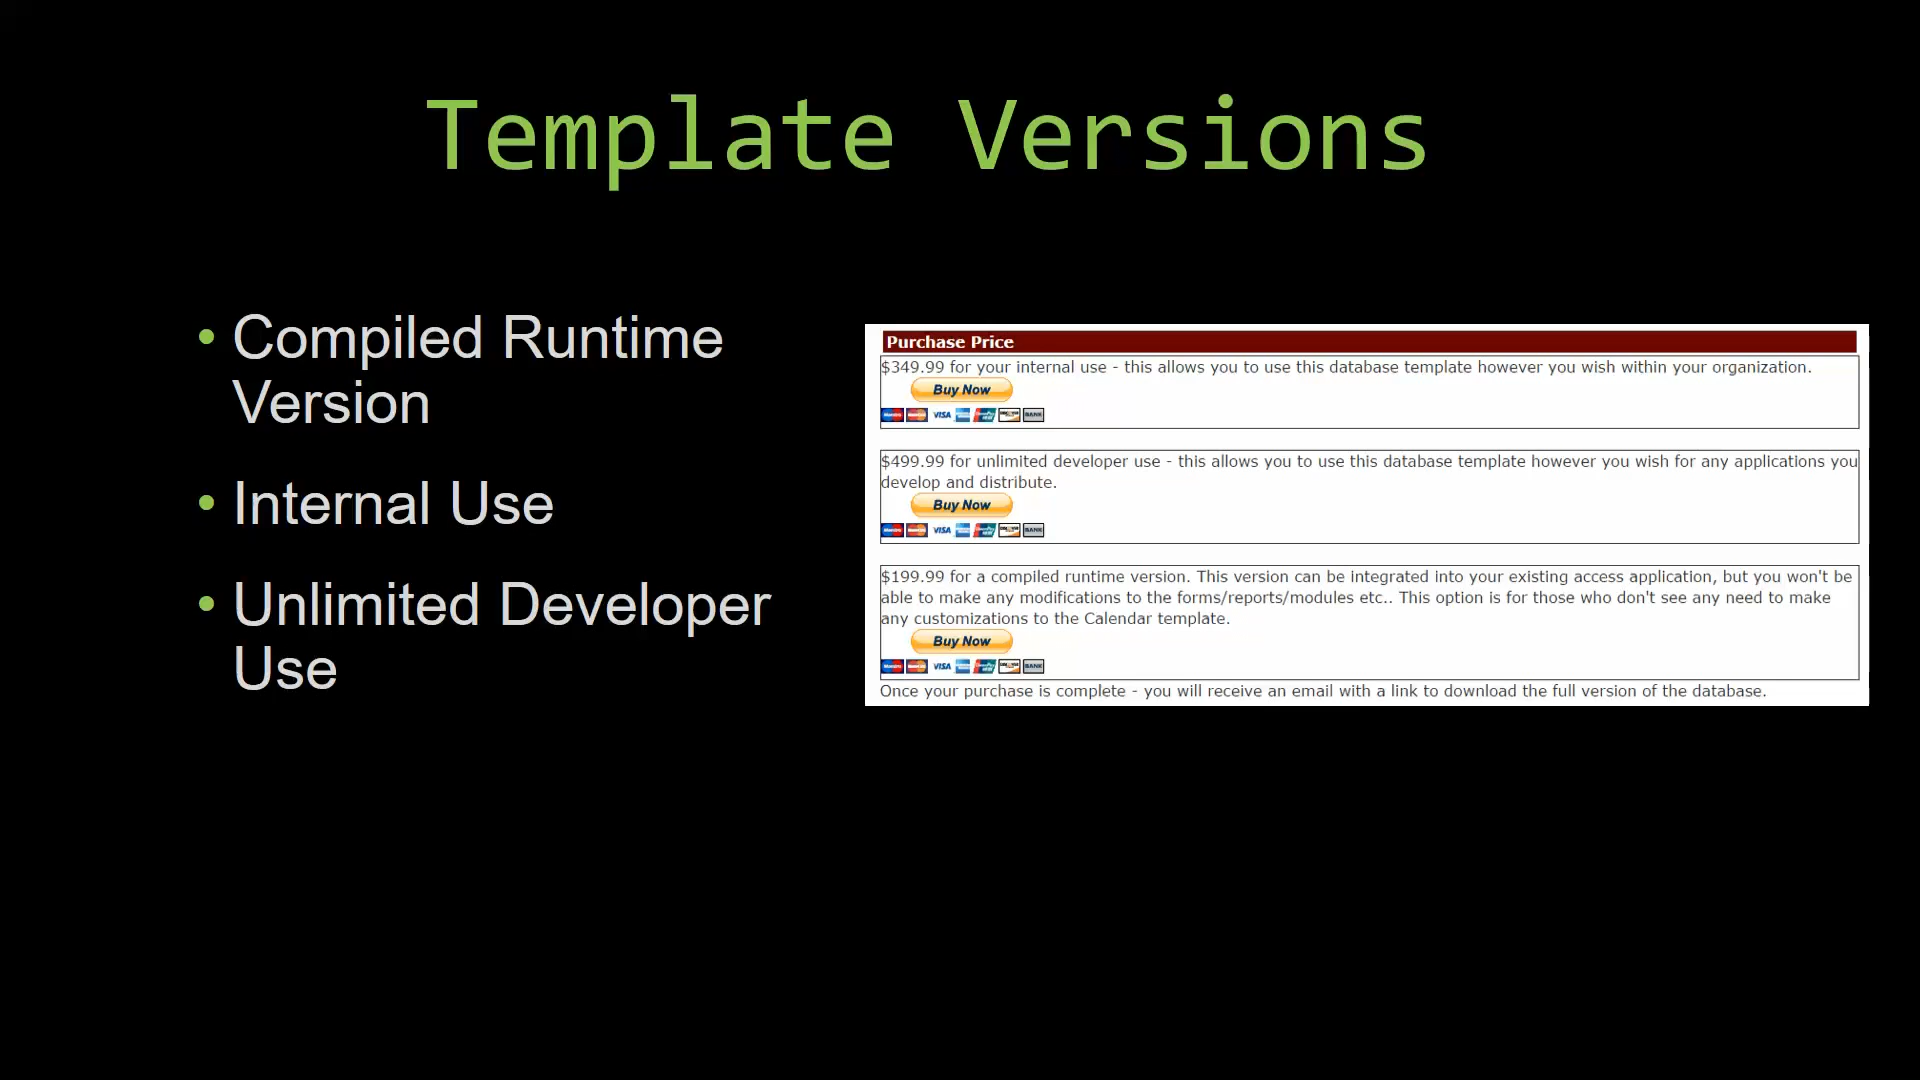 Template Versions
• Compiled Runtime
Version
• Internal Use
• Unlimited Developer
Use
Purchase Price
$349.99 for your internal use - this allows you to use this database template however you wish within your organization.
Buy Now
VISA BANK
$499.99 for unlimited developer use - this allows you to use this database template however you wish for any applications you
develop and distribute.
Buy Now
VISA BANK
$199.99 for a compiled runtime version. This version can be integrated into your existing access application, but you won't be
able to make any modifications to the forms/reports/modules etc.. This option is for those who don't see any need to make
any customizations to the Calendar template.
Buy Now
VISA BANK
Once your purchase is complete - you will receive an email with a link to download the full version of the database.